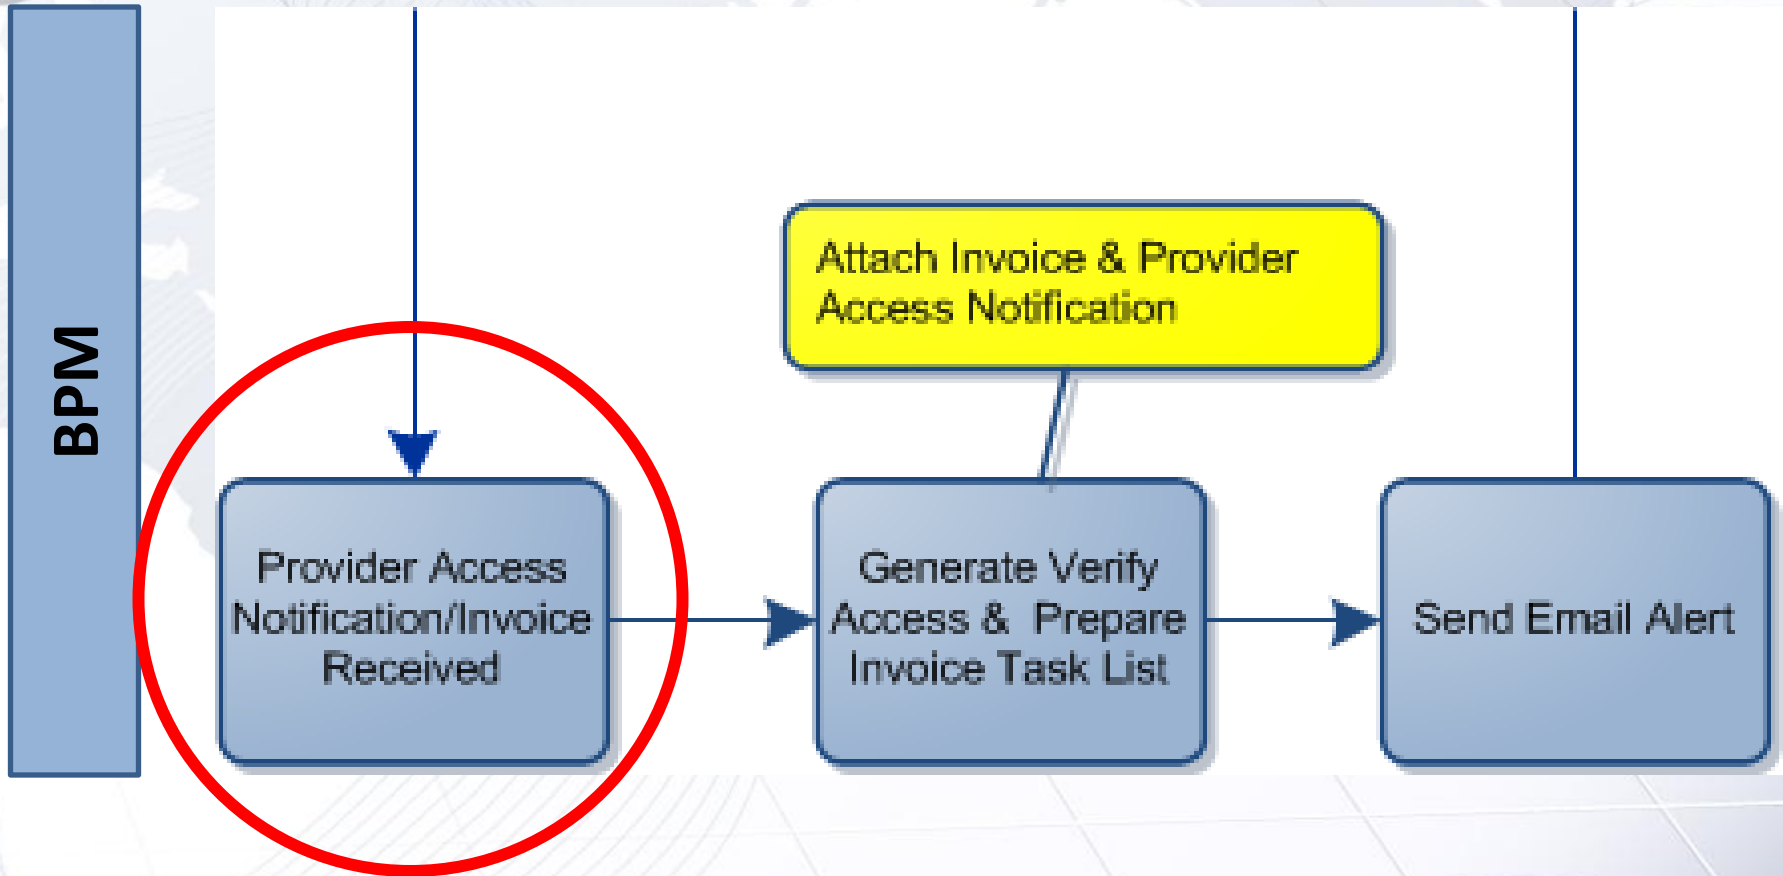 BPM
Attach Invoice & Provider
Access Notification
Provider Access
Notification/Invoice
Received
Generate Verify
Access & Prepare
Invoice Task List
Send Email Alert